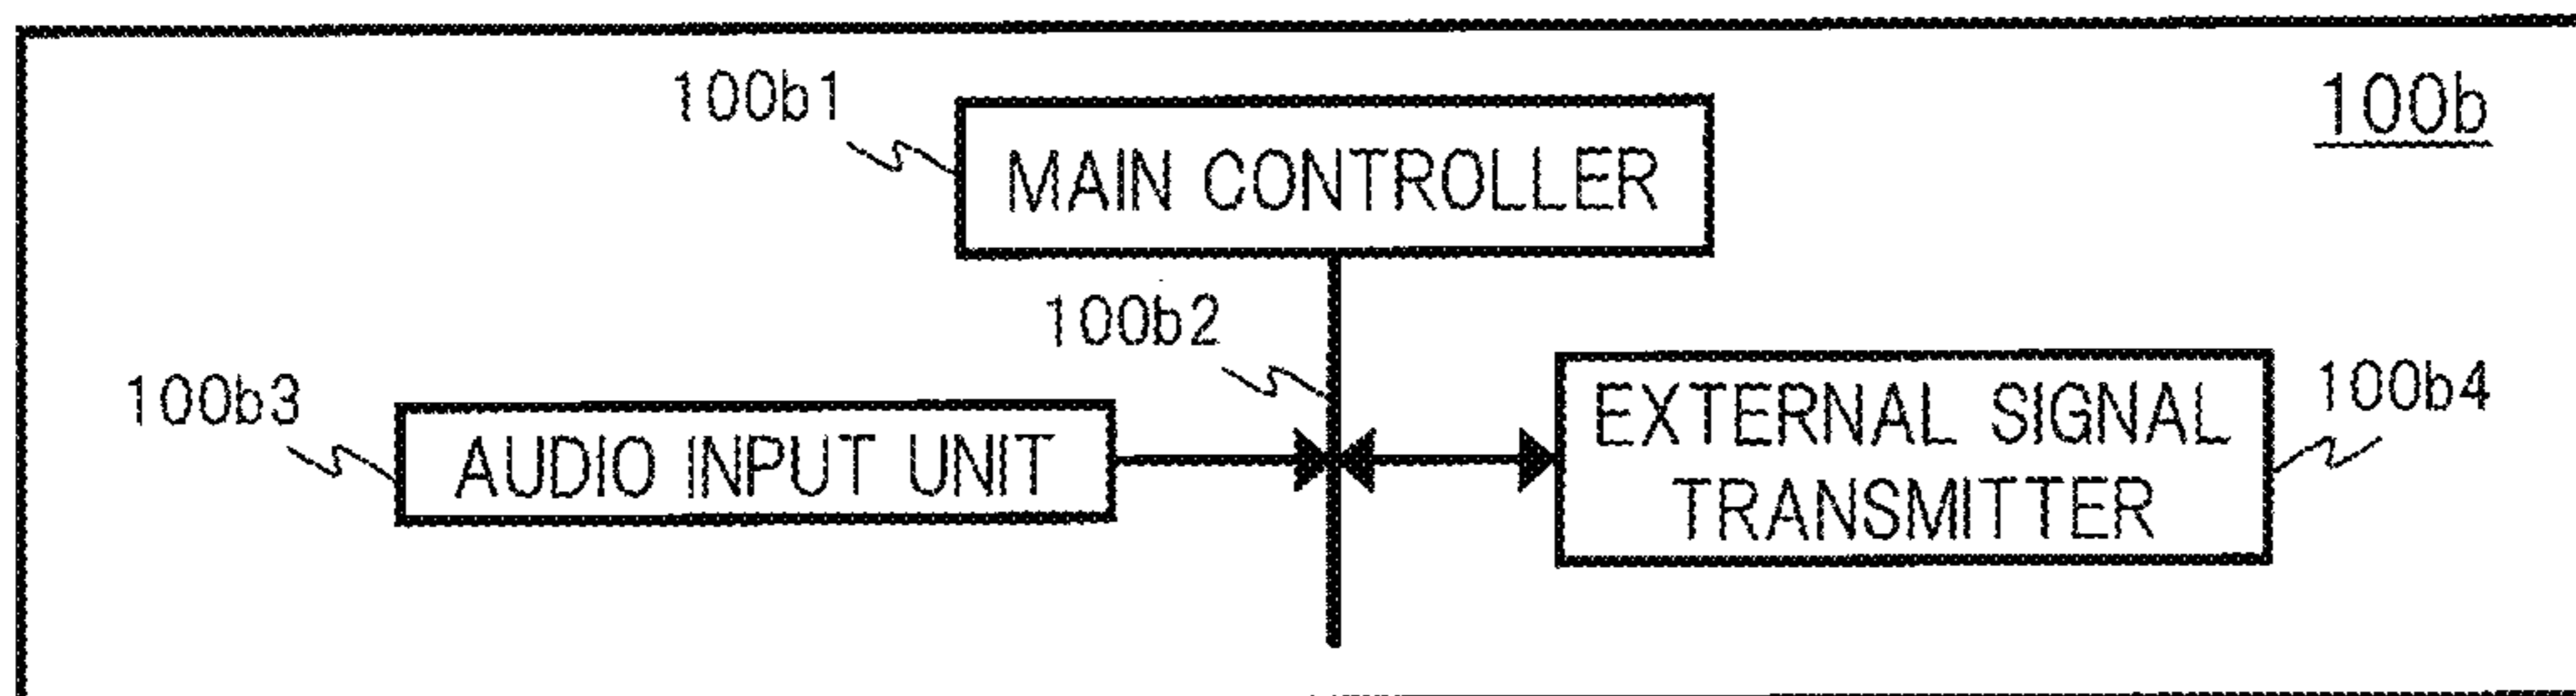 100b1
MAIN CONTROLLER
100b
100b2
100b3
AUDIO INPUT UNIT
EXTERNAL SIGNAL
TRANSMITTER
100b4